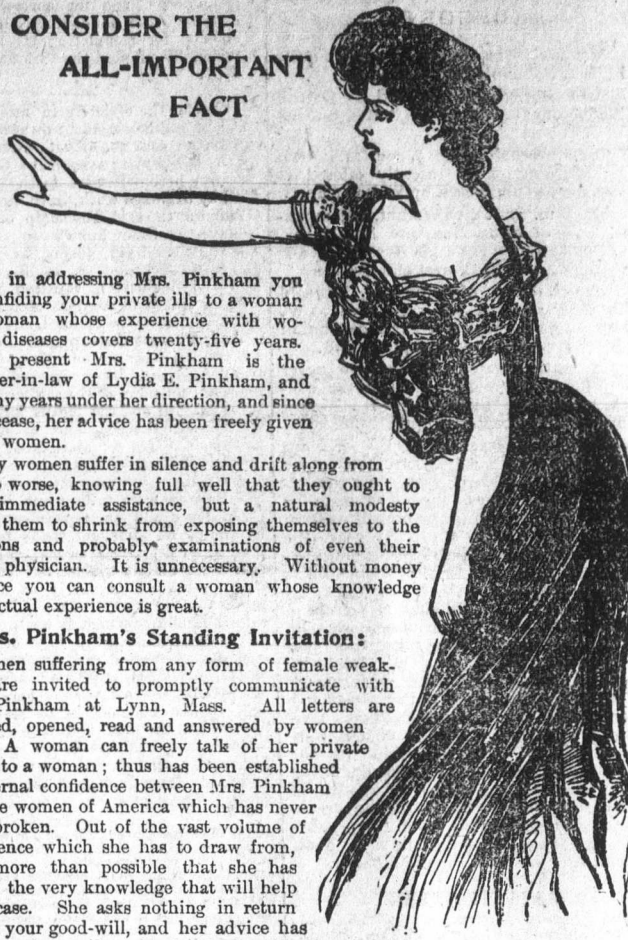 CONSIDER THE
ALL-IMPORTANT
FACT
in addressing Mrs. Pinkham you
nfiding your private ills to a woman
oman whose experience with wo-
diseases covers twenty-five years.
present Mrs. Pinkham is the
er-in-law of Lydia E. Pinkham, and
ny years under her direction, and since
ease, her advice has been freely given
women.
y women suffer in silence and drift along from
worse, knowing full well that they ought to
immediate assistance, but a natural modesty
them to shrink from exposing themselves to the
ns and probably examinations of even their
physician. It is unnecessary. Without money
ce you can consult a woman whose knowledge
ctual experience is great.
s. Pinkham's Standing Invitation:
men suffering from any form of female weak-
re invited to promptly communicate with
Pinkham at Lynn, Mass. All letters are
ed, opened, read and answered by women
A woman can freely talk of her private
to a woman; thus has been established
rnal confidence between Mrs. Pinkham
e women of America which has never
broken. Out of the vast volume of
ence which she has to draw from,
more than possible that she has
the very knowledge that will help
case. She asks nothing in return
your good-will, and her advice has